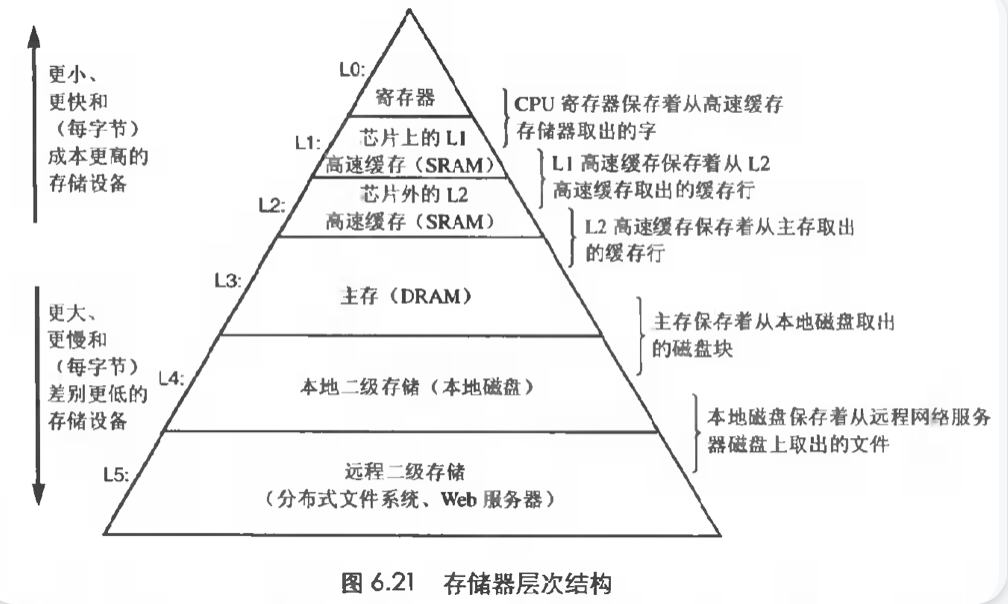 更小、
更快和
（每字节）
成本更高的
存储设备
更大、
更慢和
（每字节）
差别更低的
存储设备
L0:
寄存器
L1:
芯片上的 L1
高速缓存（SRAM）
L2:
芯片外的 L2
高速缓存（SRAM）
L3:
主存（DRAM）
L4:
本地二级存储（本地磁盘）
L5:
远程二级存储
（分布式文件系统、Web 服务器）
CPU 寄存器保存着从高速缓存
存储器取出的字
L1 高速缓存保存着从 L2
高速缓存取出的缓存行
L2 高速缓存保存着从主存取出
的缓存行
主存保存着从本地磁盘取出
的磁盘块
本地磁盘保存着从远程网络服务
器磁盘上取出的文件
图 6.21 存储器层次结构